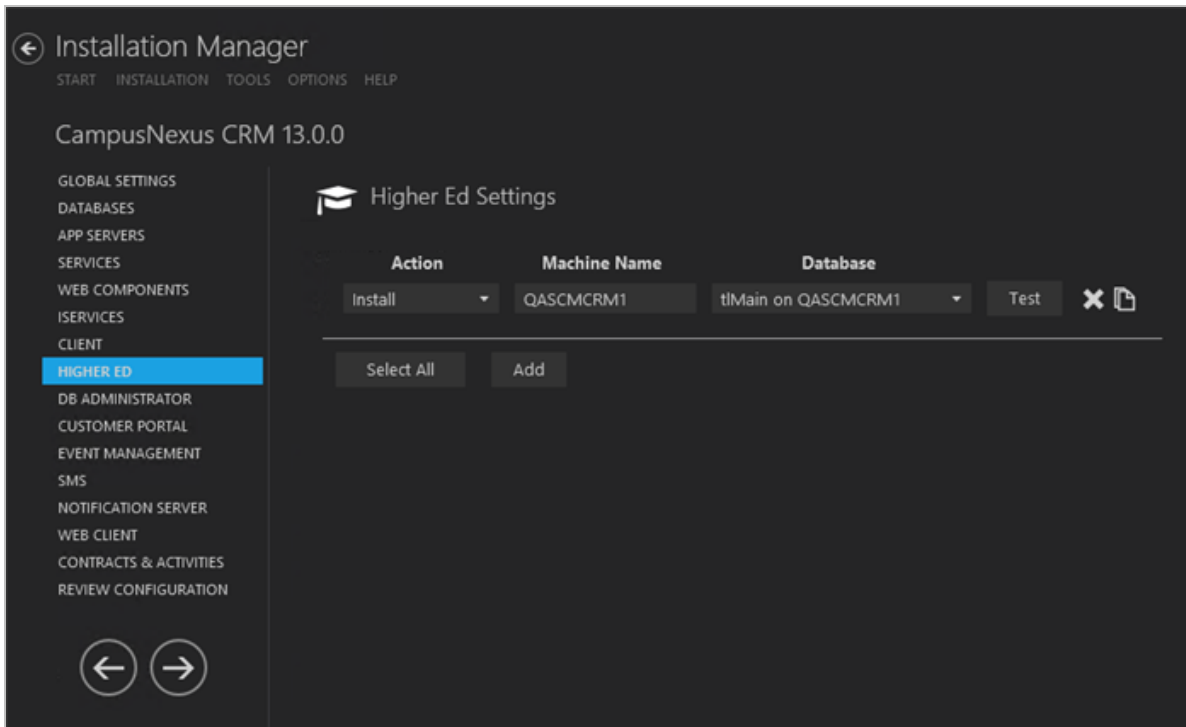 Installation Manager
START INSTALLATION TOOLS OPTIONS HELP
CampusNexus CRM 13.0.0
GLOBAL SETTINGS
DATABASES
APP SERVERS
SERVICES
WEB COMPONENTS
ISERVICES
CLIENT
HIGHER ED
DB ADMINISTRATOR
CUSTOMER PORTAL
EVENT MANAGEMENT
SMS
NOTIFICATION SERVER
WEB CLIENT
CONTRACTS & ACTIVITIES
REVIEW CONFIGURATION
Higher Ed Settings
Action Machine Name Database
Install QASCMCRM1 tlMain on QASCMCRM1 Test
Select All Add